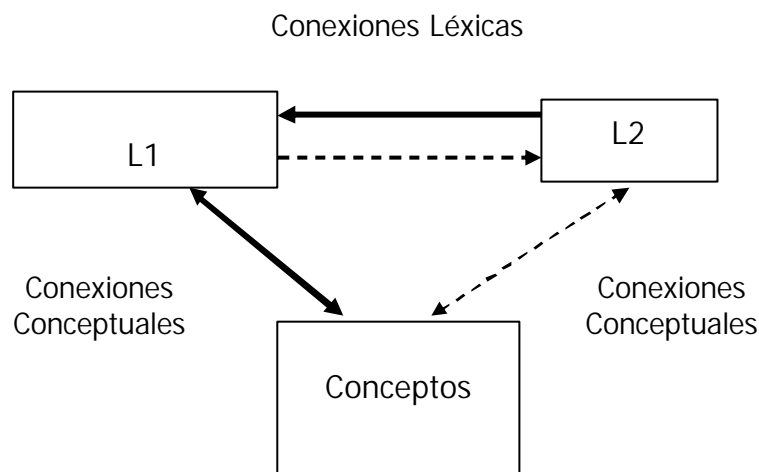 Conexiones Léxicas
L1
L2
Conexiones
Conceptuales
Conexiones
Conceptuales
Conceptos